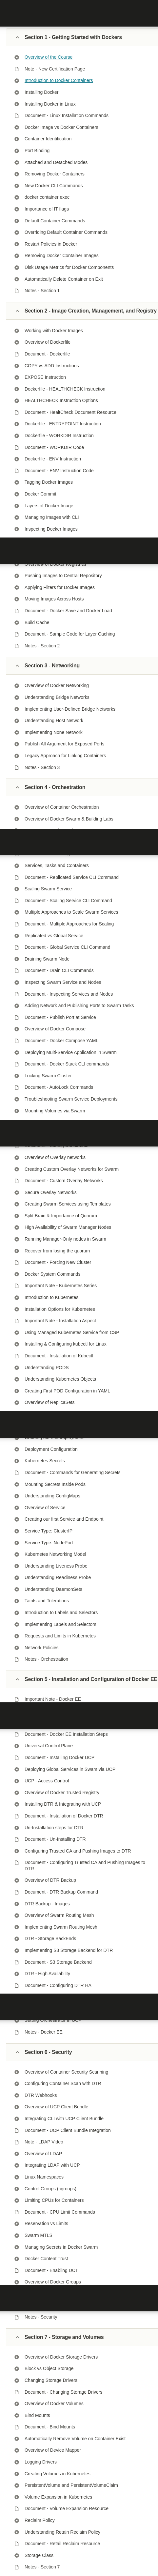 Section 1 - Getting Started with Dockers
Overview of the Course
Note - New Certification Page
Introduction to Docker Containers
Installing Docker
Installing Docker in Linux
Document - Linux Installation Commands
Docker Image vs Docker Containers
Container Identification
Port Binding
Attached and Detached Modes
Removing Docker Containers
New Docker CLI Commands
docker container exec
Importance of IT flags
Default Container Commands
Overriding Default Container Commands
Restart Policies in Docker
Removing Docker Container Images
Disk Usage Metrics for Docker Components
Automatically Delete Container on Exit
Notes - Section 1
Section 2 - Image Creation, Management, and Registry
Working with Docker Images
Overview of Dockerfile
Document - Dockerfile
COPY vs ADD Instructions
EXPOSE Instruction
Dockerfile - HEALTHCHECK Instruction
HEALTHCHECK Instruction Options
Document - HealtCheck Document Resource
Dockerfile - ENTRYPOINT Instruction
Dockerfile - WORKDIR Instruction
Document - WORKDIR Code
Dockerfile - ENV Instruction
Document - ENV Instruction Code
Tagging Docker Images
Docker Commit
Layers of Docker Image
Managing Images with CLI
Inspecting Docker Images
Pushing Images to Central Repository
Applying Filters for Docker Images
Moving Images Across Hosts
Document - Docker Save and Docker Load
Build Cache
Document - Sample Code for Layer Caching
Notes - Section 2
Section 3 - Networking
Overview of Docker Networking
Understanding Bridge Networks
Implementing User-Defined Bridge Networks
Understanding Host Network
Implementing None Network
Publish All Argument for Exposed Ports
Legacy Approach for Linking Containers
Notes - Section 3
Section 4 - Orchestration
Overview of Container Orchestration
Overview of Docker Swarm & Building Labs
Services, Tasks and Containers
Document - Replicated Service CLI Command
Scaling Swarm Service
Document - Scaling Service CLI Command
Multiple Approaches to Scale Swarm Services
Document - Multiple Approaches for Scaling
Replicated vs Global Service
Document - Global Service CLI Command
Draining Swarm Node
Document - Drain CLI Commands
Inspecting Swarm Service and Nodes
Document - Inspecting Services and Nodes
Adding Network and Publishing Ports to Swarm Tasks
Document - Publish Port at Service
Overview of Docker Compose
Document - Docker Compose YAML
Deploying Multi-Service Application in Swarm
Document - Docker Stack CLI commands
Locking Swarm Cluster
Document - AutoLock Commands
Troubleshooting Swarm Service Deployments
Mounting Volumes via Swarm
Overview of Overlay networks
Creating Custom Overlay Networks for Swarm
Document - Custom Overlay Networks
Secure Overlay Networks
Creating Swarm Services using Templates
Split Brain & Importance of Quorum
High Availability of Swarm Manager Nodes
Running Manager-Only nodes in Swarm
Recover from losing the quorum
Document - Forcing New Cluster
Docker System Commands
Important Note - Kubernetes Series
Introduction to Kubernetes
Installation Options for Kubernetes
Important Note - Installation Aspect
Using Managed Kubernetes Service from CSP
Installing & Configuring kubectl for Linux
Document - Installation of Kubectl
Understanding PODS
Understanding Kubernetes Objects
Creating First POD Configuration in YAML
Overview of ReplicaSets
Deployment Configuration
Kubernetes Secrets
Document - Commands for Generating Secrets
Mounting Secrets Inside Pods
Understanding ConfigMaps
Overview of Service
Creating our first Service and Endpoint
Service Type: ClusterIP
Service Type: NodePort
Kubernetes Networking Model
Understanding Liveness Probe
Understanding Readiness Probe
Understanding DaemonSets
Taints and Tolerations
Introduction to Labels and Selectors
Implementing Labels and Selectors
Requests and Limits in Kubernetes
Network Policies
Notes - Orchestration
Section 5 - Installation and Configuration of Docker EE
Important Note - Docker EE
Document - Docker EE Installation Steps
Universal Control Plane
Document - Installing Docker UCP
Deploying Global Services in Swam via UCP
UCP - Access Control
Overview of Docker Trusted Registry
Installing DTR & Integrating with UCP
Document - Installation of Docker DTR
Un-Installation steps for DTR
Document - Un-Installing DTR
Configuring Trusted CA and Pushing Images to DTR
Document - Configuring Trusted CA and Pushing Images to
DTR
Overview of DTR Backup
Document - DTR Backup Command
DTR Backup - Images
Overview of Swarm Routing Mesh
Implementing Swarm Routing Mesh
DTR - Storage BackEnds
Implementing S3 Storage Backend for DTR
Document - S3 Storage Backend
DTR - High Availability
Document - Configuring DTR HA
Notes - Docker EE
Section 6 - Security
Overview of Container Security Scanning
Configuring Container Scan with DTR
DTR Webhooks
Overview of UCP Client Bundle
Integrating CLI with UCP Client Bundle
Document - UCP Client Bundle Integration
Note - LDAP Video
Overview of LDAP
Integrating LDAP with UCP
Linux Namespaces
Control Groups (cgroups)
Limiting CPUs for Containers
Document - CPU Limit Commands
Reservation vs Limits
Swarm MTLS
Managing Secrets in Docker Swarm
Docker Content Trust
Document - Enabling DCT
Overview of Docker Groups
Notes - Security
Section 7 - Storage and Volumes
Overview of Docker Storage Drivers
Block vs Object Storage
Changing Storage Drivers
Document - Changing Storage Drivers
Overview of Docker Volumes
Bind Mounts
Document - Bind Mounts
Automatically Remove Volume on Container Exist
Overview of Device Mapper
Logging Drivers
Creating Volumes in Kubernetes
PersistentVolume and PersistentVolumeClaim
Volume Expansion in Kubernetes
Document - Volume Expansion Resource
Reclaim Policy
Understanding Retain Reclaim Policy
Document - Retail Reclaim Resource
Storage Class
Notes - Section 7